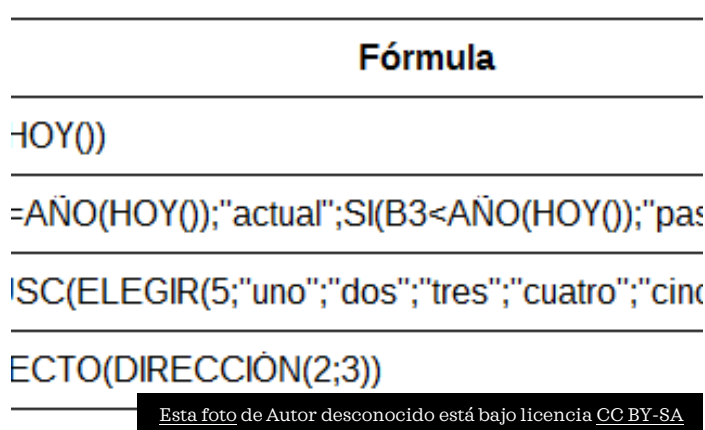 Fórmula
HOY())
=AÑO(HOY());"actual";SI(B3<AÑO(HOY());"pas
USC(ELEGIR(5;"uno";"dos";"tres";"cuatro";"cinc
ECTO(DIRECCIÓN(2;3))
Esta foto de Autor desconocido está bajo licencia CC BY-SA